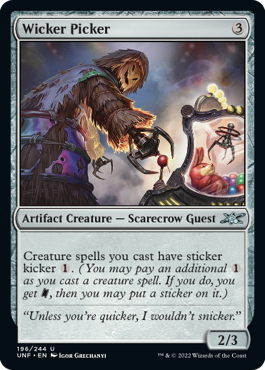 Wicker Picker 3
Artifact Creature — Scarecrow Guest
Creature spells you cast have sticker
kicker 1. (You may pay an additional 1
as you cast a creature spell. If you do, you
get, then you may put a sticker on it.)
"Unless you're quicker, I wouldn't snicker."
2/3
196/244 U
UNF • EN Igor Grechanyi
™ & © 2022 Wizards of the Coast